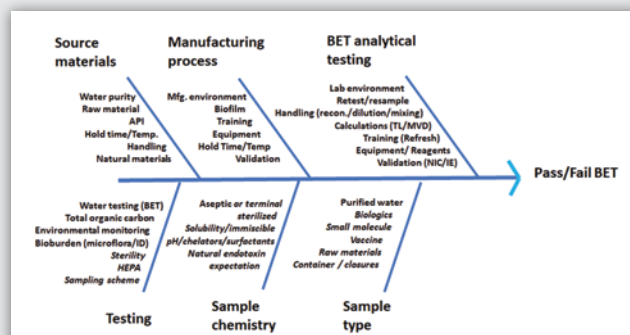 Source
materials
Manufacturing
process
BET analytical
testing
Water purity
Raw material
API
Hold time/Temp.
Handling
Natural materials
Mfg. environment
Biofilm
Training
Equipment
Hold Time/Temp
Validation
Lab environment
Retest/resample
Handling (recon./dilution/mixing)
Calculations (TL/MVD)
Training (Refresh)
Equipment/ Reagents
Validation (NIC/IE)
Pass/Fail BET
Water testing (BET)
Total organic carbon
Environmental monitoring
Bioburden (microflora/ID)
Sterility
HEPA
Sampling scheme
Aseptic or terminal
sterilized
Solubility/immiscible
pH/chelators/surfactants
Natural endotoxin
expectation
Purified water
Biologics
Small molecule
Vaccine
Raw materials
Container / closures
Testing
Sample
chemistry
Sample
type